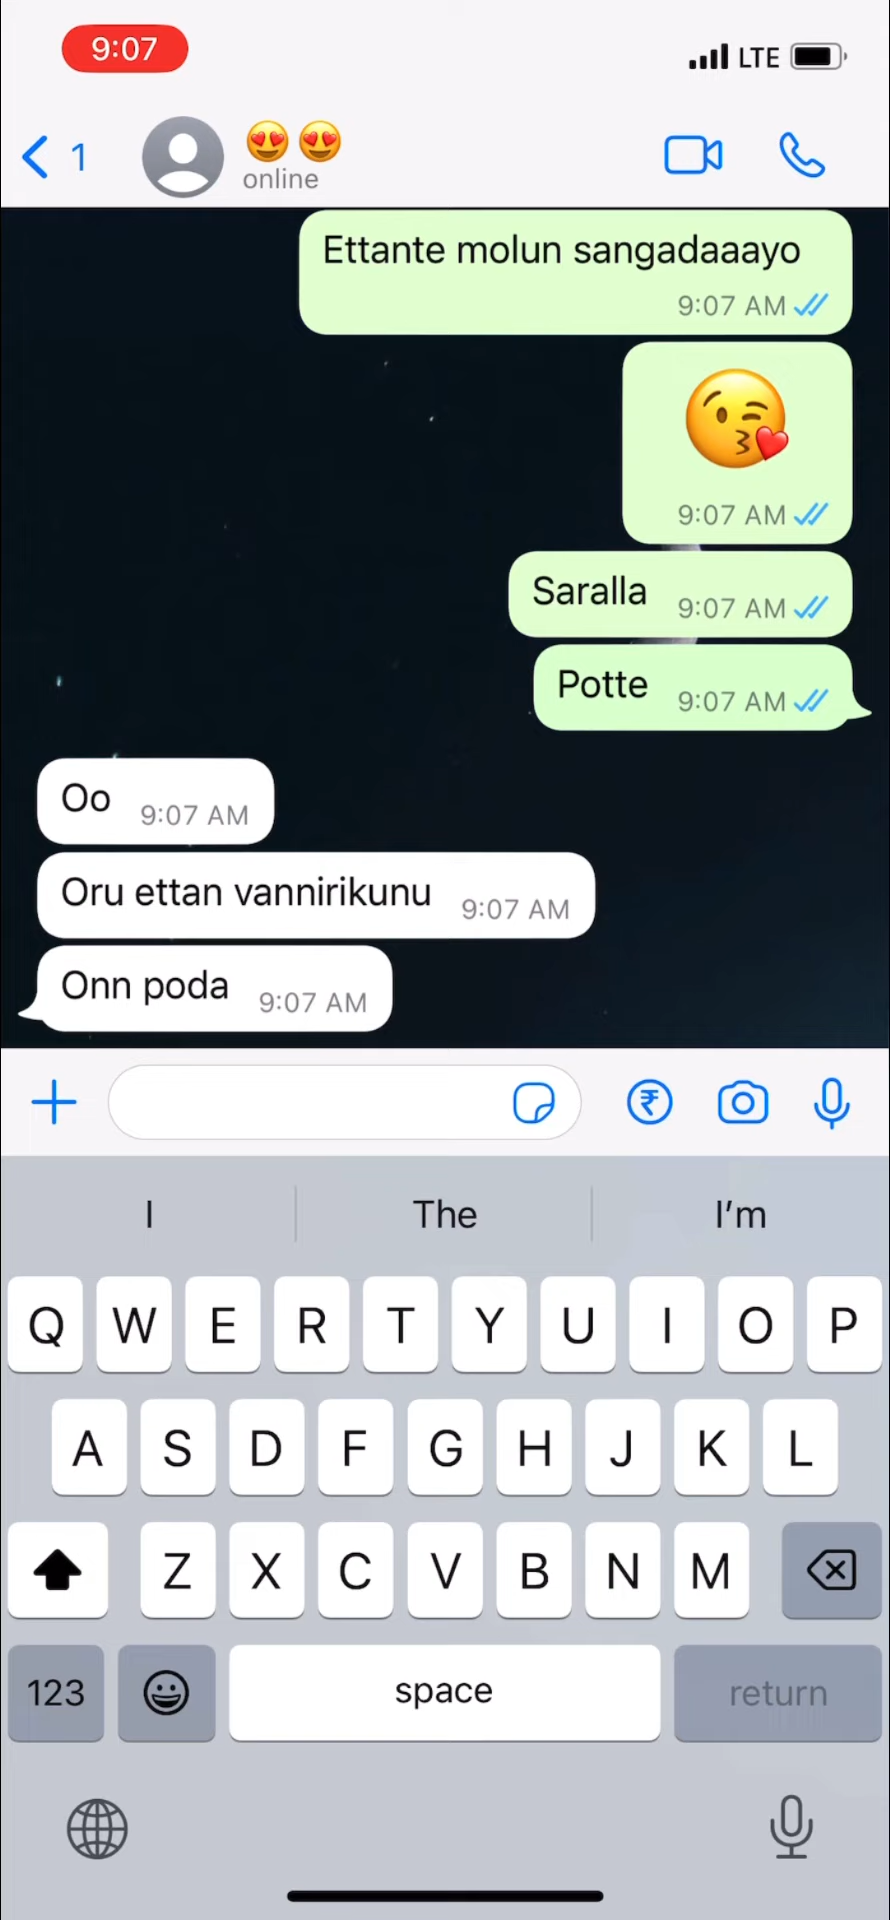 9:07
LTE
1
😍 😍
online
Ettante molun sangadaaayo
9:07 AM
😘
9:07 AM
Saralla 9:07 AM
Potte 9:07 AM
Oo 9:07 AM
Oru ettan vannirikunu 9:07 AM
Onn poda 9:07 AM
I The I’m
Q W E R T Y U I O P
A S D F G H J K L
Z X C V B N M
123 space return